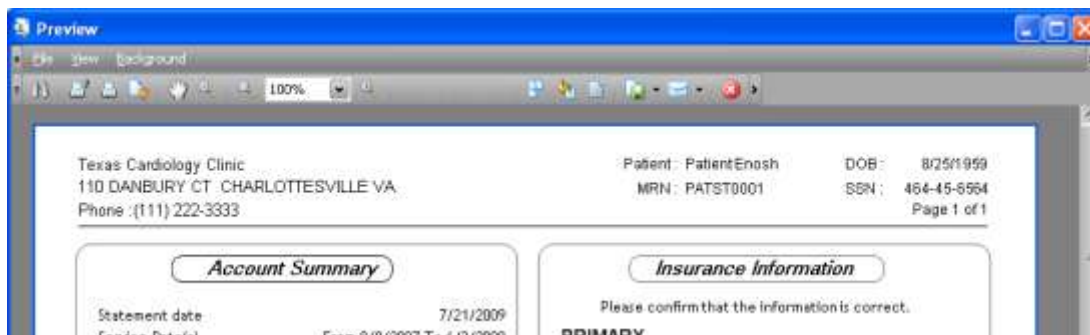 Preview
File View Background
100%
Texas Cardiology Clinic
110 DANBURY CT CHARLOTTESVILLE VA
Phone :(111) 222-3333
Patient : PatientEnosh DOB : 8/25/1959
MRN : PATST0001 SSN : 464-45-6564
Page 1 of 1
Account Summary
Statement date 7/21/2009
Insurance Information
Please confirm that the information is correct.
PRIMARY